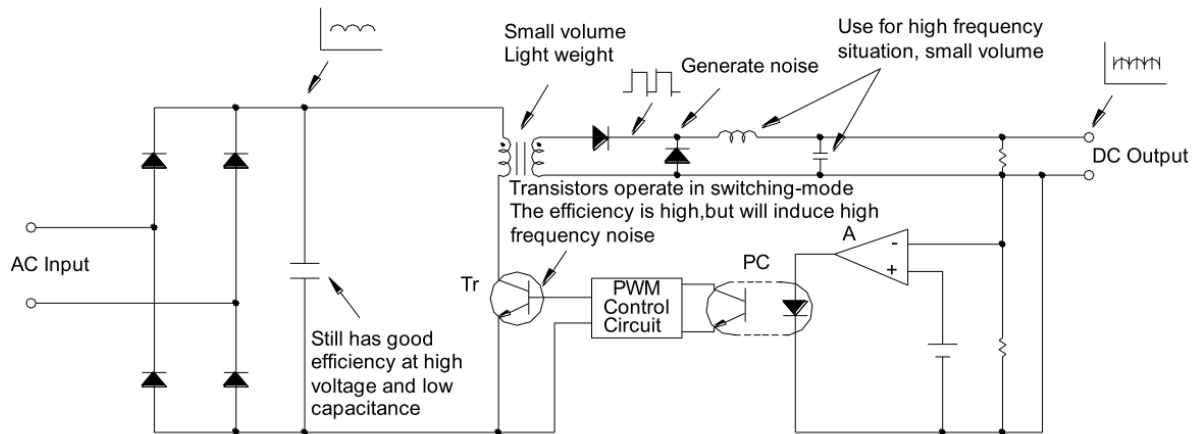 Small volume
Light weight
Use for high frequency
situation, small volume
Generate noise
DC Output
Transistors operate in switching-mode
The efficiency is high,but will induce high
frequency noise
AC Input
Tr
PWM
Control
Circuit
PC
A
-
+
Still has good
efficiency at high
voltage and low
capacitance